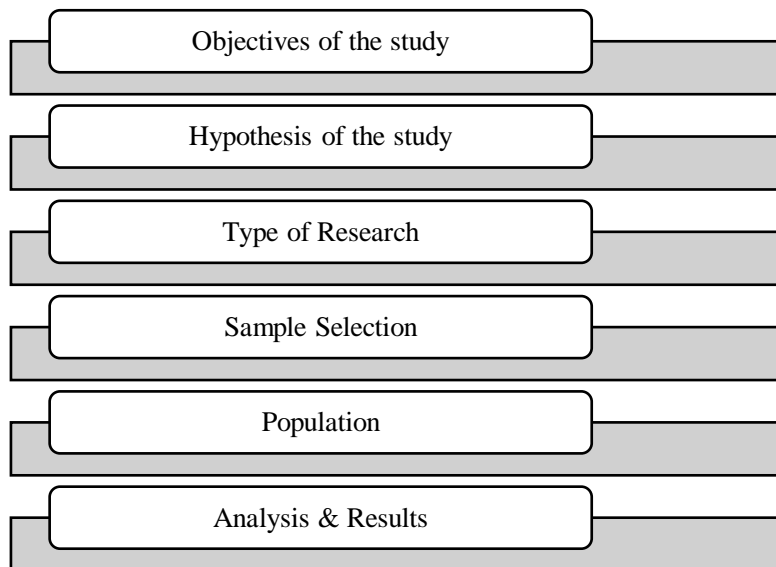 Objectives of the study
Hypothesis of the study
Type of Research
Sample Selection
Population
Analysis & Results